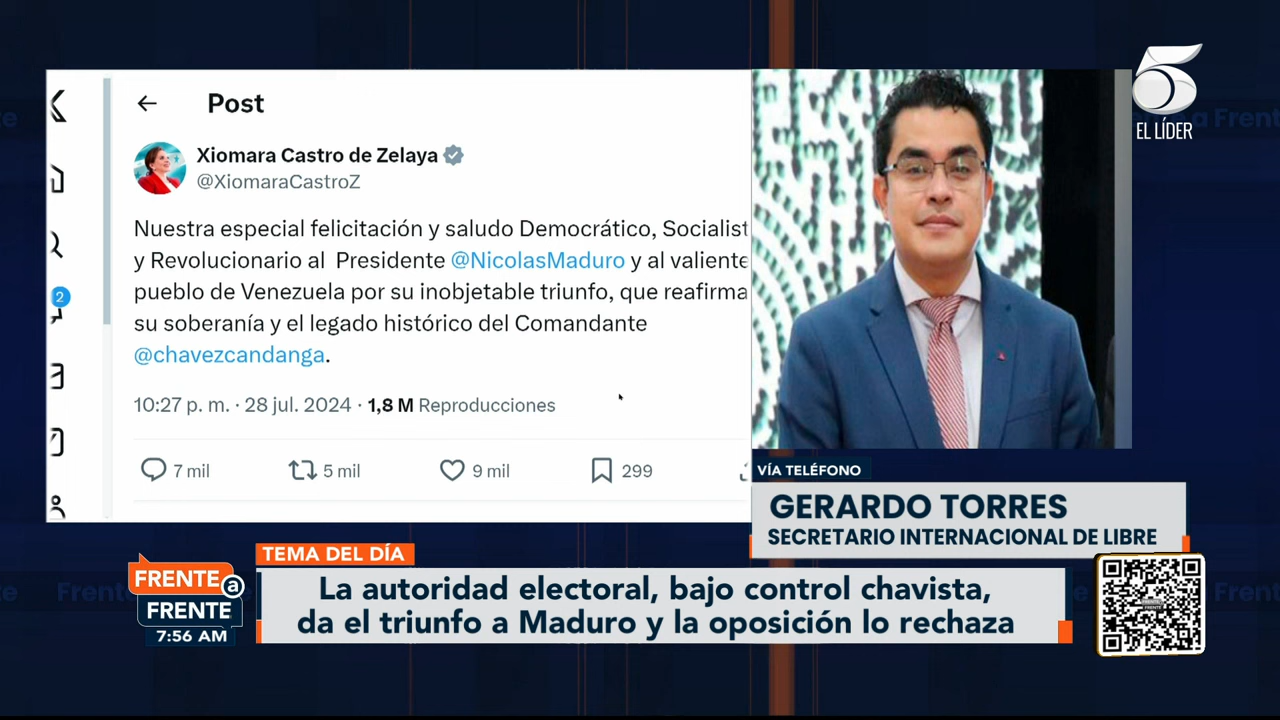 5
EL LÍDER
Post
Xiomara Castro de Zelaya
@XiomaraCastroZ
Nuestra especial felicitación y saludo Democrático, Socialist
y Revolucionario al Presidente @NicolasMaduro y al valiente
pueblo de Venezuela por su inobjetable triunfo, que reafirma
su soberanía y el legado histórico del Comandante
@chavezcandanga.
10:27 p. m. · 28 jul. 2024 · 1,8 M Reproducciones
7 mil 5 mil 9 mil 299
2
VÍA TELÉFONO
GERARDO TORRES
SECRETARIO INTERNACIONAL DE LIBRE
TEMA DEL DÍA
La autoridad electoral, bajo control chavista,
da el triunfo a Maduro y la oposición lo rechaza
FRENTE @
FRENTE
7:56 AM